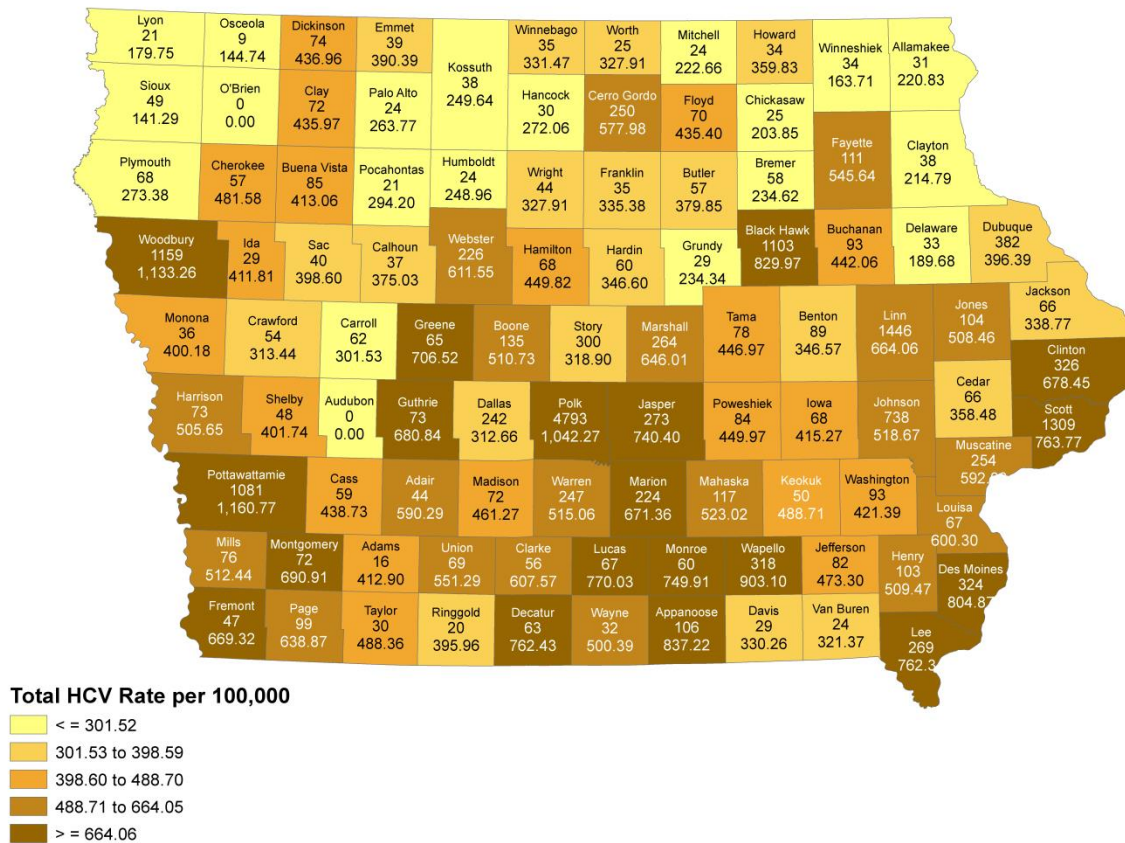 Lyon
21
179.75
Osceola
9
144.74
Dickinson
74
436.96
Emmet
39
390.39
Kossuth
38
249.64
Winnebago
35
331.47
Worth
25
327.91
Mitchell
24
222.66
Howard
34
359.83
Winneshiek
34
163.71
Allamakee
31
220.83
Sioux
49
141.29
O'Brien
0
0.00
Clay
72
435.97
Palo Alto
24
263.77
Hancock
30
272.06
Cerro Gordo
250
577.98
Floyd
70
435.40
Chickasaw
25
203.85
Fayette
111
545.64
Clayton
38
214.79
Plymouth
68
273.38
Cherokee
57
481.58
Buena Vista
85
413.06
Pocahontas
21
294.20
Humboldt
24
248.96
Wright
44
327.91
Franklin
35
335.38
Butler
57
379.85
Bremer
58
234.62
Woodbury
1159
1,133.26
Ida
29
411.81
Sac
40
398.60
Calhoun
37
375.03
Webster
226
611.55
Hamilton
68
449.82
Hardin
60
346.60
Grundy
29
234.34
Black Hawk
1103
829.97
Buchanan
93
442.06
Delaware
33
189.68
Dubuque
382
396.39
Monona
36
400.18
Crawford
54
313.44
Carroll
62
301.53
Greene
65
706.52
Boone
135
510.73
Story
300
318.90
Marshall
264
646.01
Tama
78
446.97
Benton
89
346.57
Linn
1446
664.06
Jones
104
508.46
Jackson
66
338.77
Clinton
326
678.45
Harrison
73
505.65
Shelby
48
401.74
Audubon
0
0.00
Guthrie
73
680.84
Dallas
242
312.66
Polk
4793
1,042.27
Jasper
273
740.40
Poweshiek
84
449.97
Iowa
68
415.27
Johnson
738
518.67
Cedar
66
358.48
Scott
1309
763.77
Muscatine
254
592.
Pottawattamie
1081
1,160.77
Cass
59
438.73
Adair
44
590.29
Madison
72
461.27
Warren
247
515.06
Marion
224
671.36
Mahaska
117
523.02
Keokuk
50
488.71
Washington
93
421.39
Louisa
67
600.30
Mills
76
512.44
Montgomery
72
690.91
Adams
16
412.90
Union
69
551.29
Clarke
56
607.57
Lucas
67
770.03
Monroe
60
749.91
Wapello
318
903.10
Jefferson
82
473.30
Henry
103
509.47
Des Moines
324
804.87
Fremont
47
669.32
Page
99
638.87
Taylor
30
488.36
Ringgold
20
395.96
Decatur
63
762.43
Wayne
32
500.39
Appanoose
106
837.22
Davis
29
330.26
Van Buren
24
321.37
Lee
269
762.3
Total HCV Rate per 100,000
< = 301.52
301.53 to 398.59
398.60 to 488.70
488.71 to 664.05
> = 664.06